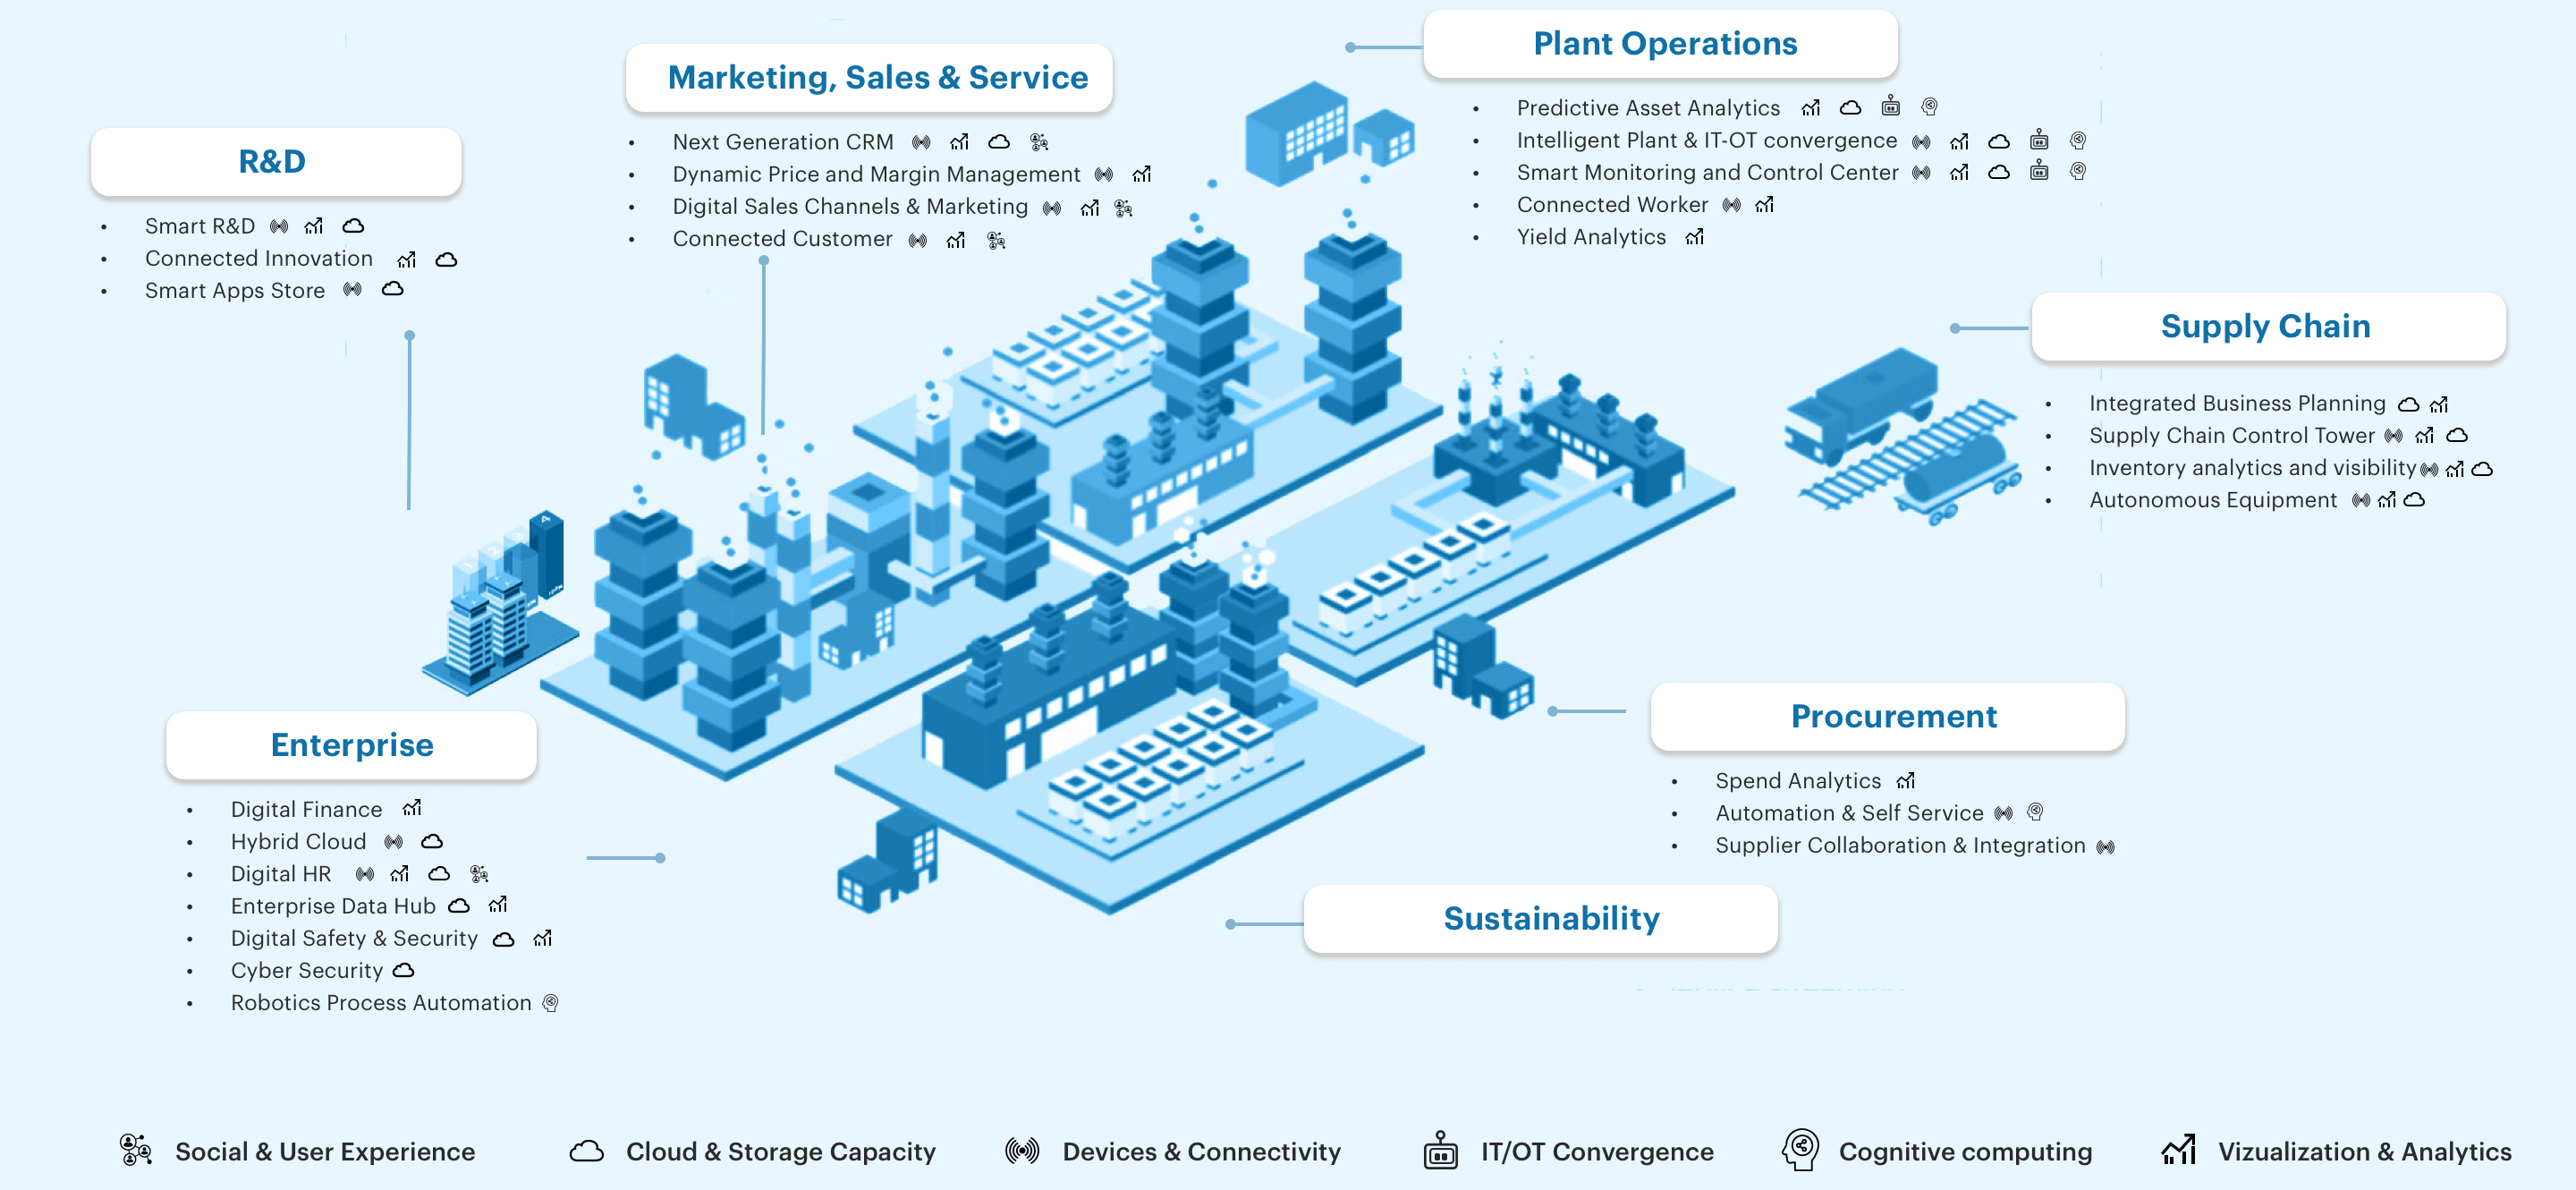 Plant Operations
• Predictive Asset Analytics
• Intelligent Plant & IT-OT convergence
• Smart Monitoring and Control Center
• Connected Worker
• Yield Analytics
Marketing, Sales & Service
• Next Generation CRM
• Dynamic Price and Margin Management
• Digital Sales Channels & Marketing
• Connected Customer
R&D
• Smart R&D
• Connected Innovation
• Smart Apps Store
Supply Chain
• Integrated Business Planning
• Supply Chain Control Tower
• Inventory analytics and visibility
• Autonomous Equipment
Procurement
• Spend Analytics
• Automation & Self Service
• Supplier Collaboration & Integration
Enterprise
• Digital Finance
• Hybrid Cloud
• Digital HR
• Enterprise Data Hub
• Digital Safety & Security
• Cyber Security
• Robotics Process Automation
Sustainability
Social & User Experience
Cloud & Storage Capacity
Devices & Connectivity
IT/OT Convergence
Cognitive computing
Vizualization & Analytics